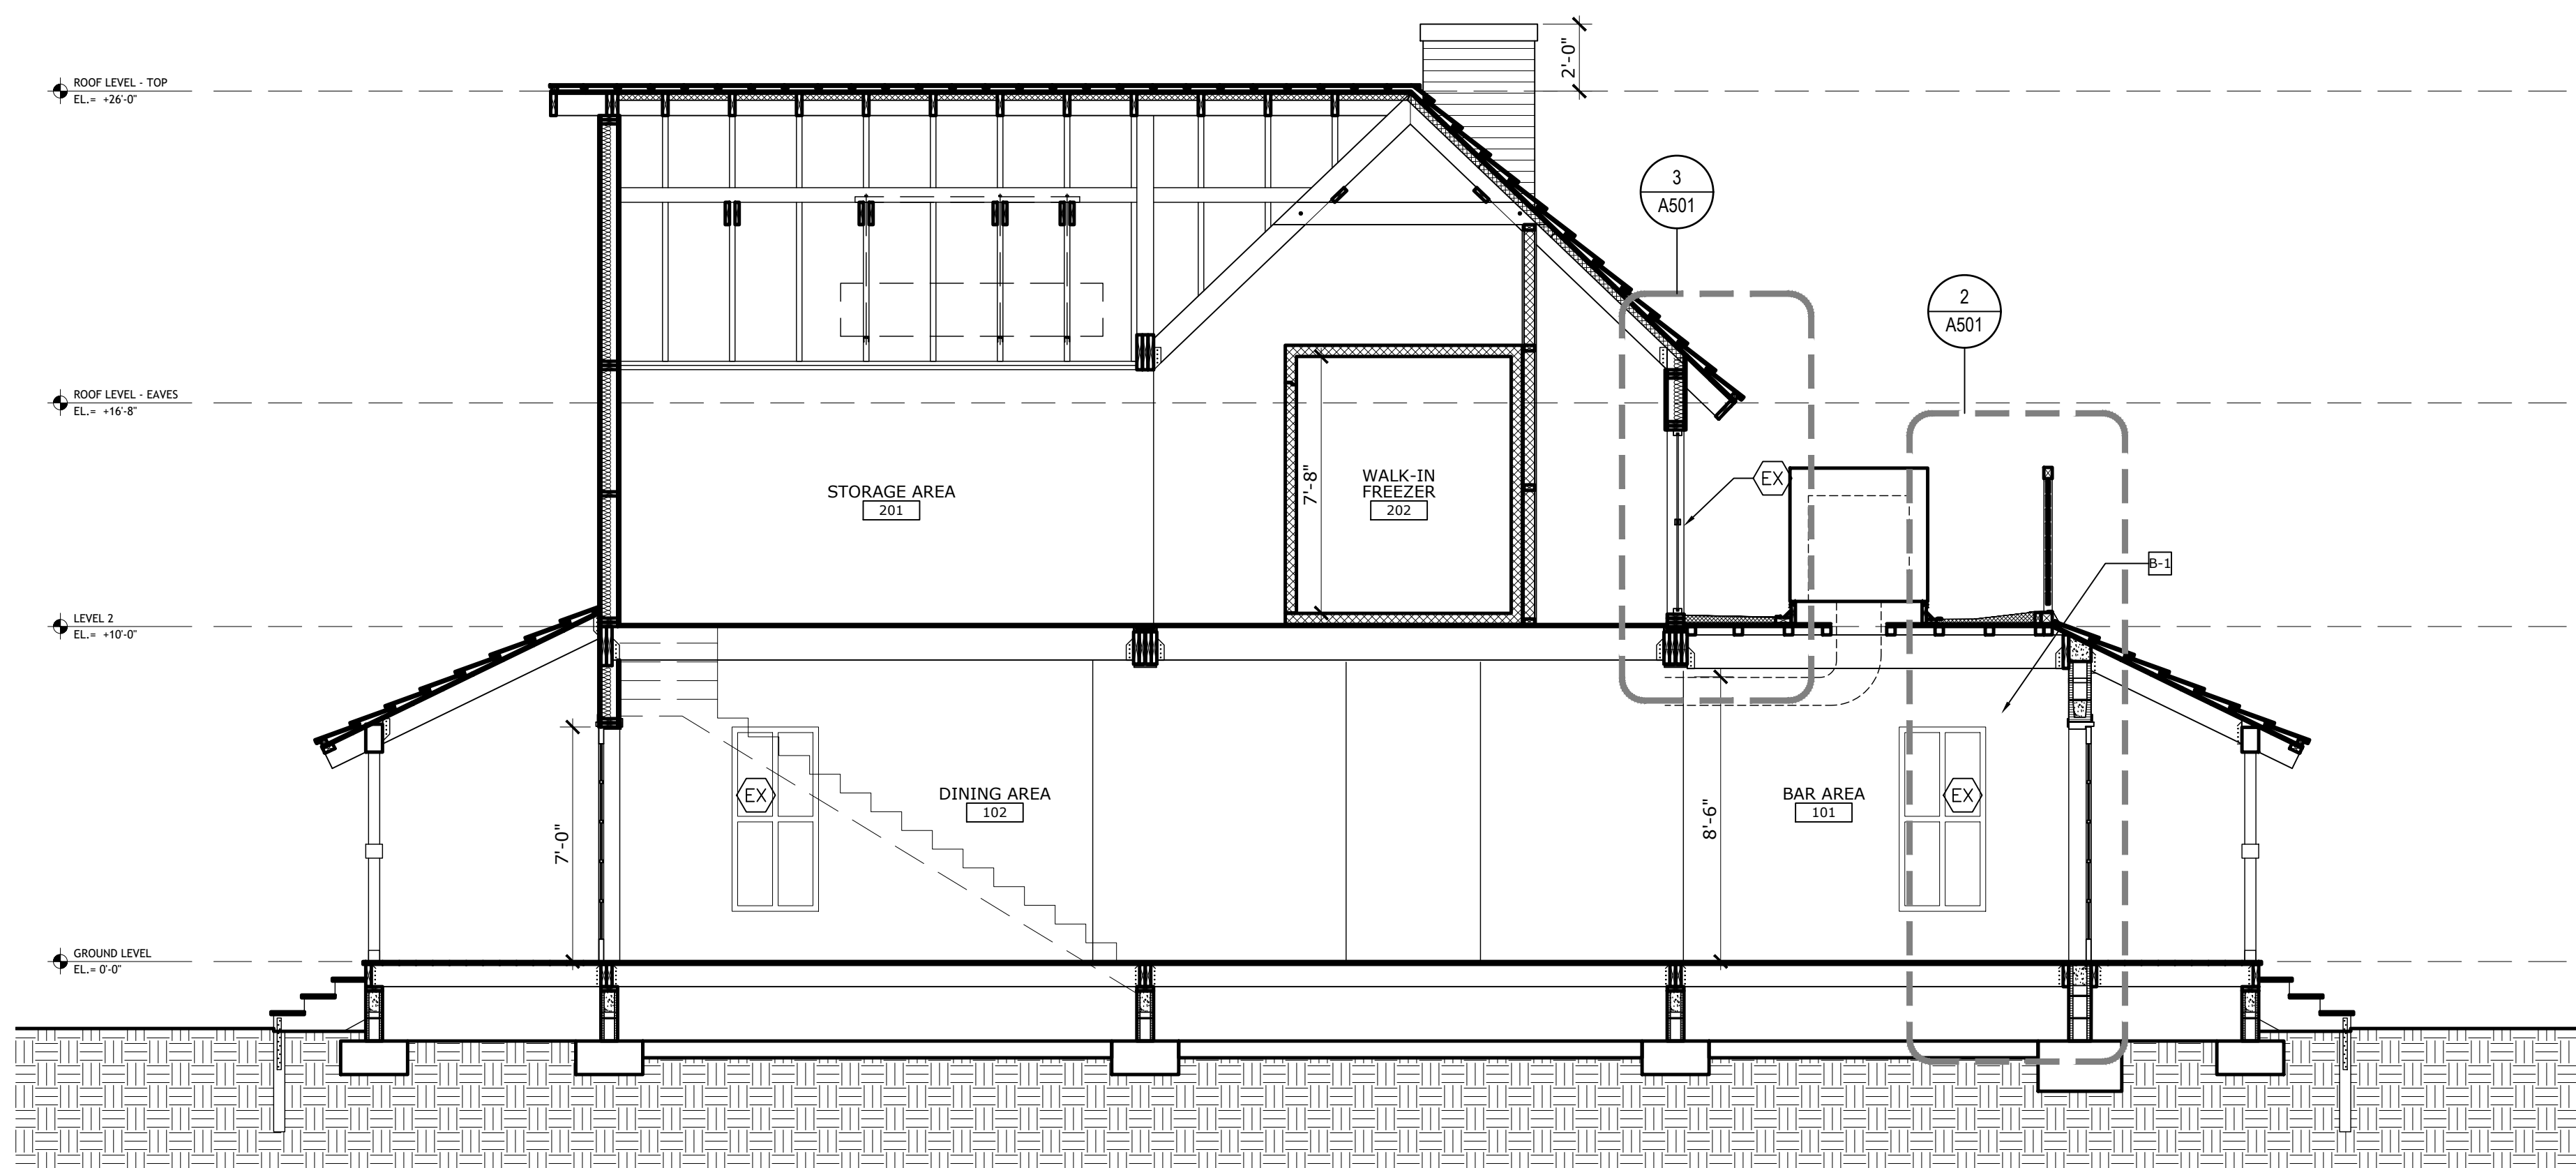 2'-0"
ROOF LEVEL - TOP
EL.= +26'-0"
3
A501
2
A501
ROOF LEVEL - EAVES
EL.= +16'-8"
STORAGE AREA
201
7'-8"
WALK-IN
FREEZER
202
EX
B-1
LEVEL 2
EL.= +10'-0"
7'-0"
EX
DINING AREA
102
8'-6"
BAR AREA
101
EX
GROUND LEVEL
EL.= 0'-0"